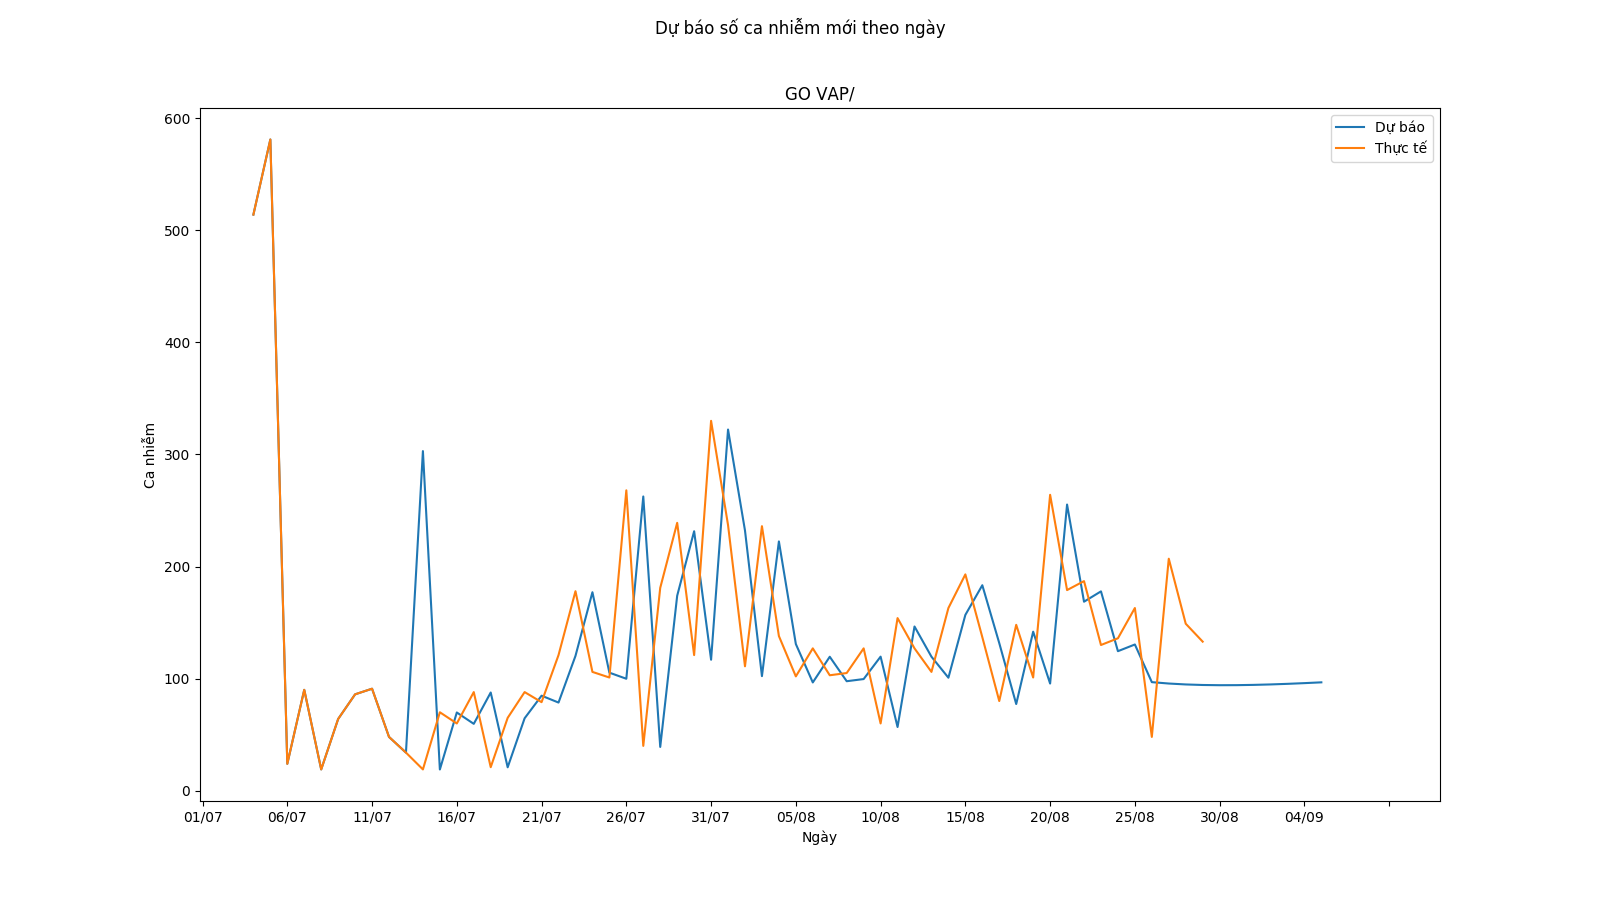 Dự báo số ca nhiễm mới theo ngày
GO VAP/
Dự báo
Thực tế
600
500
400
300
200
100
0
Ca nhiễm
01/07 06/07 11/07 16/07 21/07 26/07 31/07 05/08 10/08 15/08 20/08 25/08 30/08 04/09
Ngày